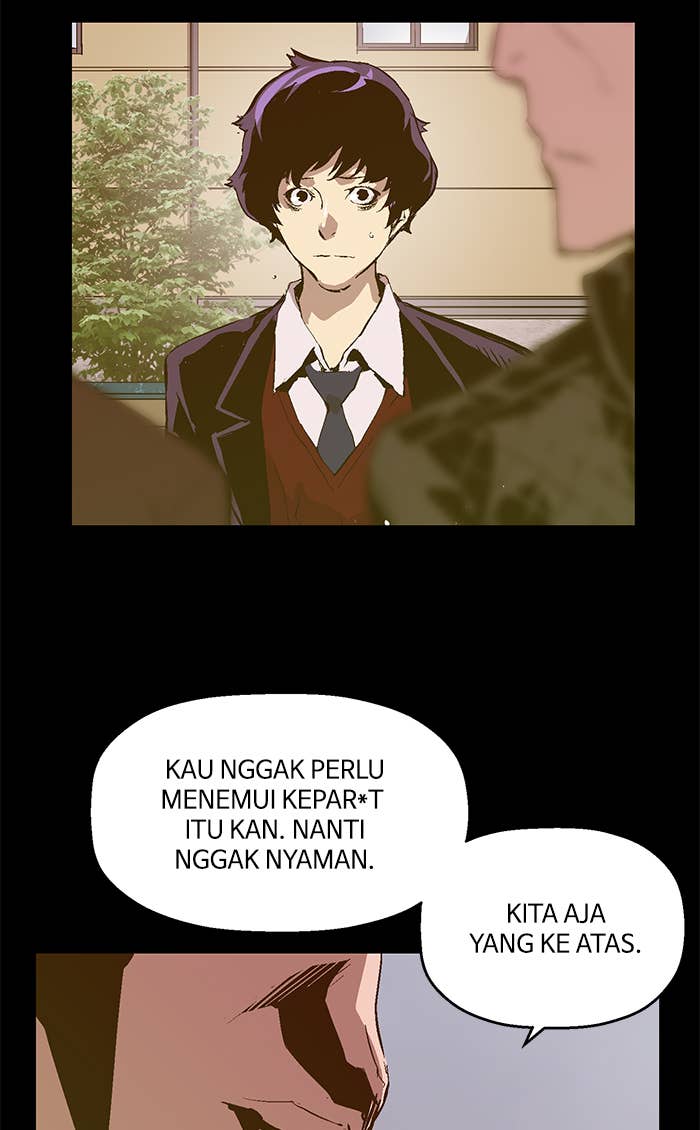 KAU NGGAK PERLU
MENEMUI KEPAR*T
ITU KAN. NANTI
NGGAK NYAMAN.
KITA AJA
YANG KE ATAS.